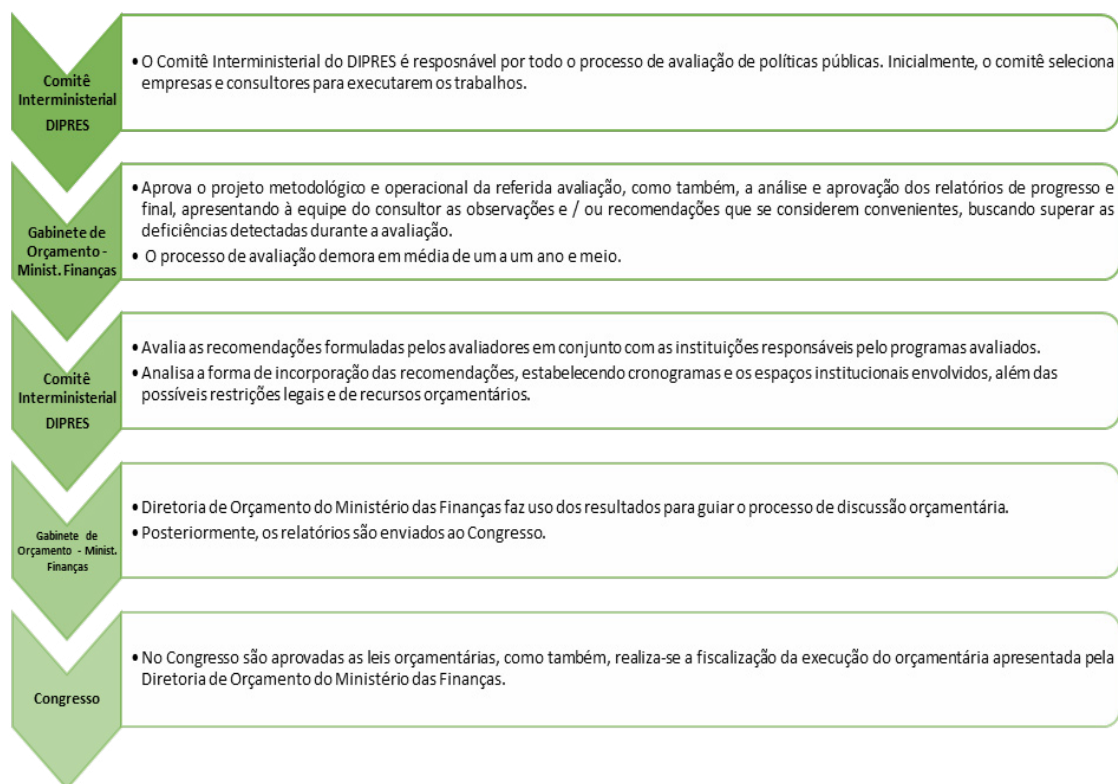 Comitê
Interministerial
DIPRES
• O Comitê Interministerial do DIPRES é resposnável por todo o processo de avaliação de políticas públicas. Inicialmente, o comitê seleciona
empresas e consultores para executarem os trabalhos.
Gabinete de
Orçamento -
Minist. Finanças
• Aprova o projeto metodológico e operacional da referida avaliação, como também, a análise e aprovação dos relatórios de progresso e
final, apresentando à equipe do consultor as observações e / ou recomendações que se considerem convenientes, buscando superar as
deficiências detectadas durante a avaliação.
• O processo de avaliação demora em média de um a um ano e meio.
Comitê
Interministerial
DIPRES
• Avalia as recomendações formuladas pelos avaliadores em conjunto com as instituições responsáveis pelo programas avaliados.
• Analisa a forma de incorporação das recomendações, estabelecendo cronogramas e os espaços institucionais envolvidos, além das
possíveis restrições legais e de recursos orçamentários.
Gabinete de
Orçamento - Minist.
Finanças
• Diretoria de Orçamento do Ministério das Finanças faz uso dos resultados para guiar o processo de discussão orçamentária.
• Posteriormente, os relatórios são enviados ao Congresso.
Congresso
• No Congresso são aprovadas as leis orçamentárias, como também, realiza-se a fiscalização da execução do orçamentária apresentada pela
Diretoria de Orçamento do Ministério das Finanças.